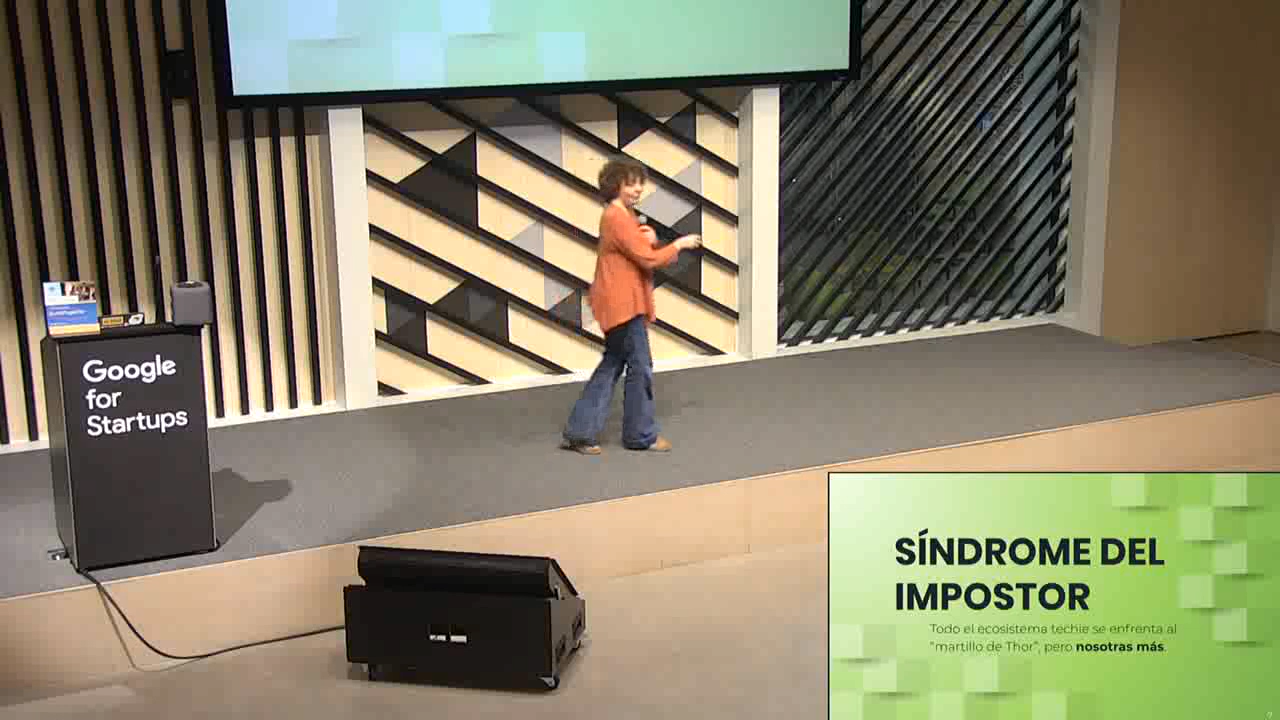 Google
for
Startups
SÍNDROME DEL
IMPOSTOR
Todo el ecosistema techie se enfrenta al
"martillo de Thor", pero nosotras más.